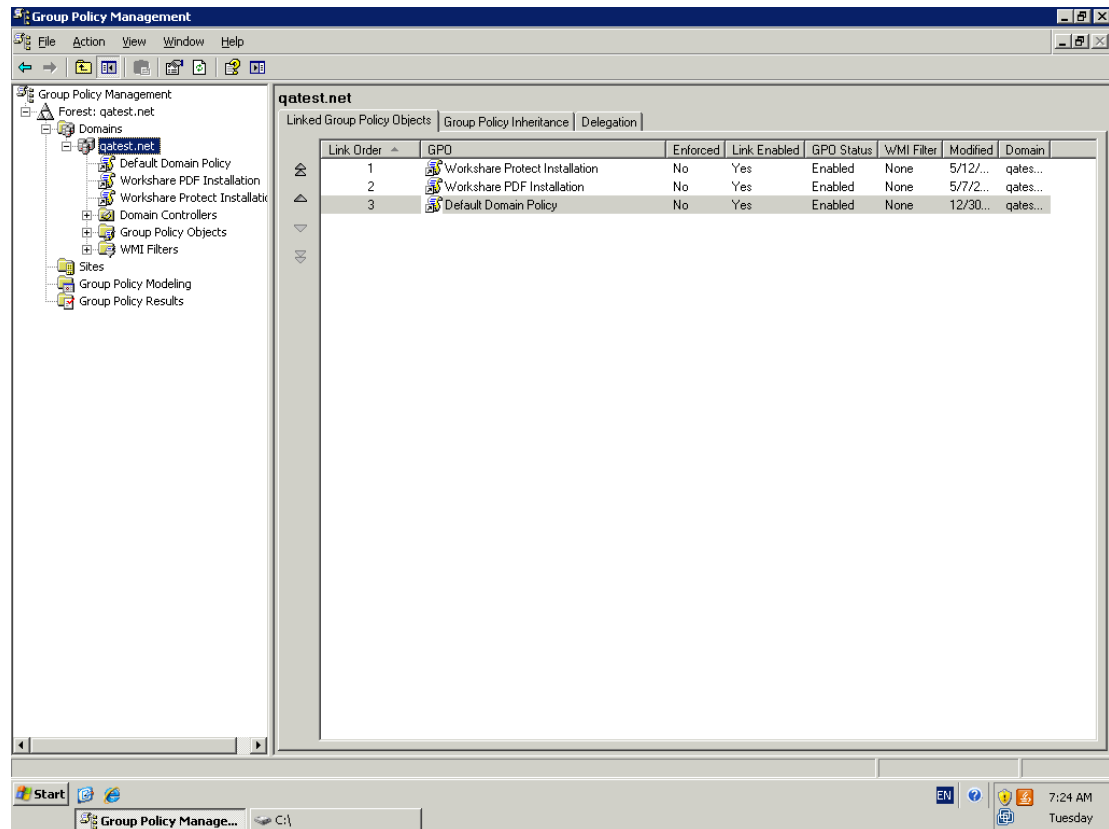 Group Policy Management
File Action View Window Help
Group Policy Management
Forest: qatest.net
Domains
qatest.net
Default Domain Policy
Workshare PDF Installation
Workshare Protect Installatic
Domain Controllers
Group Policy Objects
WMI Filters
Sites
Group Policy Modeling
Group Policy Results
qatest.net
Linked Group Policy Objects Group Policy Inheritance Delegation
Link Order GPO Enforced Link Enabled GPO Status WMI Filter Modified Domain
1 Workshare Protect Installation No Yes Enabled None 5/12/... qates...
2 Workshare PDF Installation No Yes Enabled None 5/7/2... qates...
3 Default Domain Policy No Yes Enabled None 12/30... qates...
Start EN 7:24 AM
Group Policy Manage... C:\ Tuesday